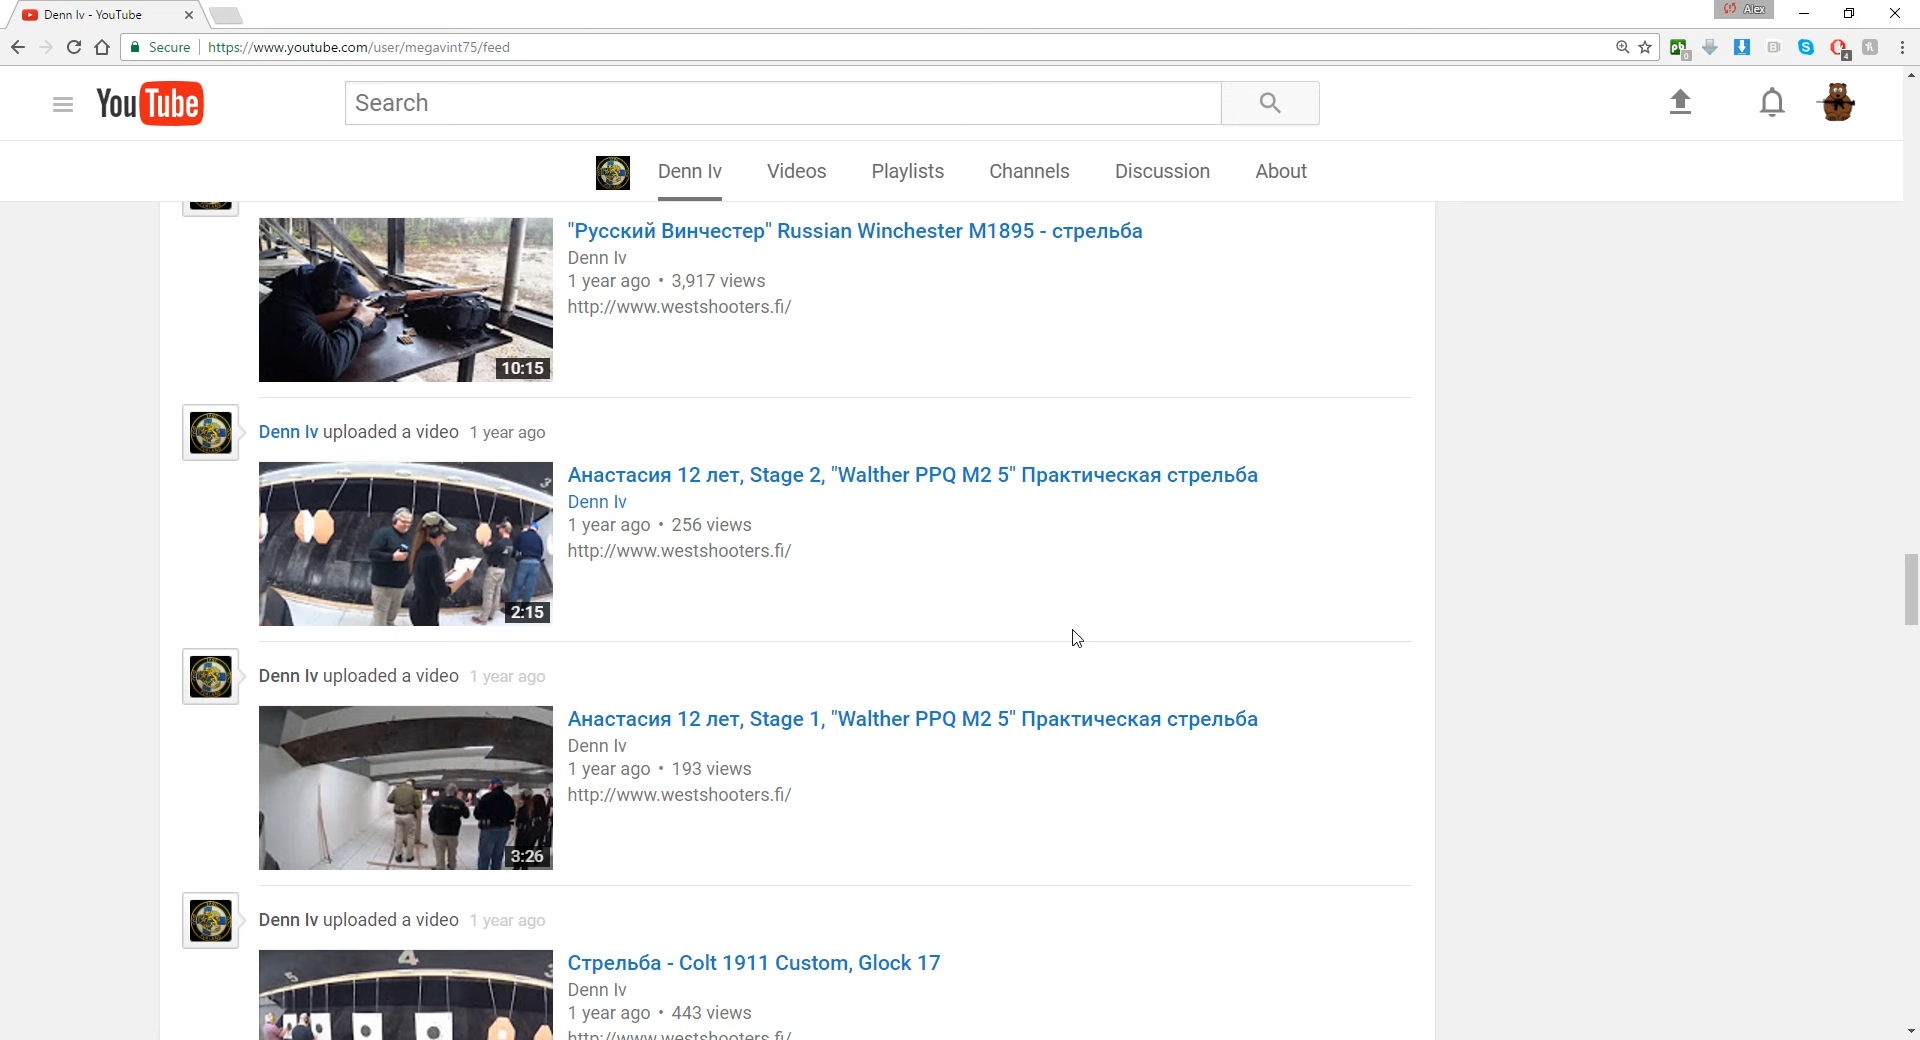 Denn Iv - YouTube
Alex
Secure
https://www.youtube.com/user/megavint75/feed
YouTube
Search
Denn Iv
Videos
Playlists
Channels
Discussion
About
"Русский Винчестер" Russian Winchester M1895 - стрельба
Denn Iv
1 year ago • 3,917 views
http://www.westshooters.fi/
10:15
Denn Iv uploaded a video 1 year ago
Анастасия 12 лет, Stage 2, "Walther PPQ M2 5" Практическая стрельба
Denn Iv
1 year ago • 256 views
http://www.westshooters.fi/
2:15
Denn Iv uploaded a video 1 year ago
Анастасия 12 лет, Stage 1, "Walther PPQ M2 5" Практическая стрельба
Denn Iv
1 year ago • 193 views
http://www.westshooters.fi/
3:26
Denn Iv uploaded a video 1 year ago
4
5
Стрельба - Colt 1911 Custom, Glock 17
Denn Iv
1 year ago • 443 views
http://www.westshooters.fi/